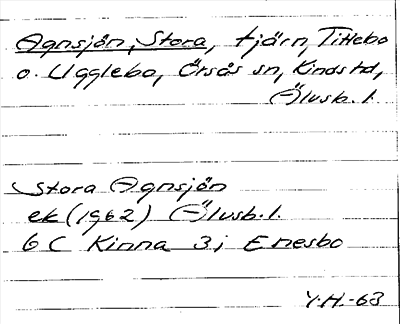 Agnsjön, Stora, tjärn, Tittebo
o. Ugglebo, Örsås sn, Kinds hd,
Älvsb. l.
Stora Agnsjön
ek (1962) Älvsb. l.
6 C Kinna 3 i Enesbo
Y.H.-63